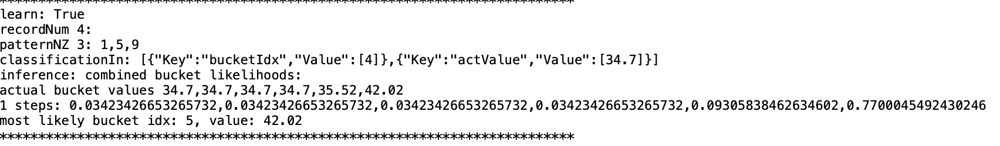 ***************************************************************************
learn: True
recordNum 4:
patternNZ 3: 1,5,9
classificationIn: [{"Key":"bucketIdx","Value":[4]},{"Key":"actValue","Value":[34.7]}]
inference: combined bucket likelihoods:
actual bucket values 34.7,34.7,34.7,34.7,35.52,42.02
1 steps: 0.03423426653265732,0.03423426653265732,0.03423426653265732,0.03423426653265732,0.09305838462634602,0.7700045492430246
most likely bucket idx: 5, value: 42.02
***************************************************************************